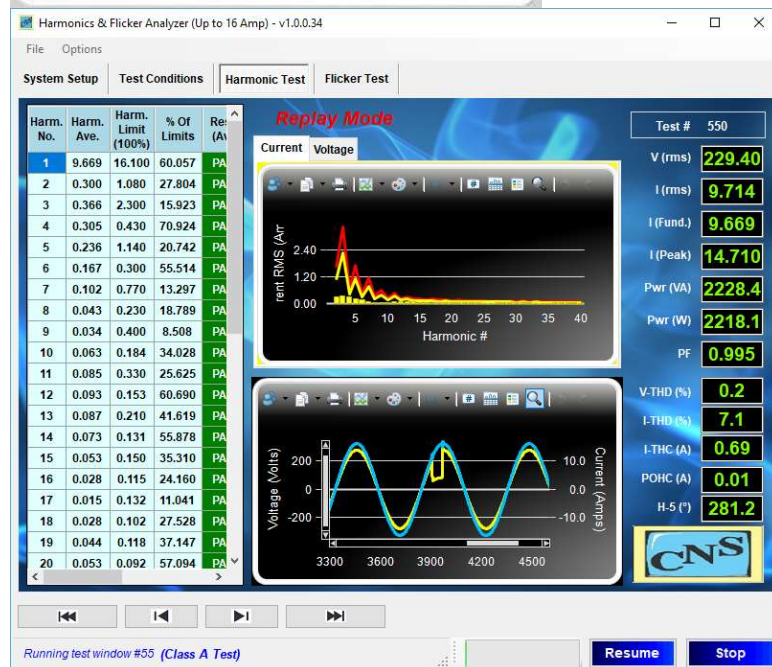 Harmonics & Flicker Analyzer (Up to 16 Amp) - v1.0.0.34
File Options
System Setup Test Conditions Harmonic Test Flicker Test
Harm. No. Harm. Ave. Harm. Limit (100%) % Of Limits
1 9.669 16.100 60.057 PA
2 0.300 1.080 27.804 PA
3 0.366 2.300 15.923 PA
4 0.305 0.430 70.924 PA
5 0.236 1.140 20.742 PA
6 0.167 0.300 55.514 PA
7 0.102 0.770 13.297 PA
8 0.043 0.230 18.789 PA
9 0.034 0.400 8.508 PA
10 0.063 0.184 34.028 PA
11 0.085 0.330 25.625 PA
12 0.093 0.153 60.690 PA
13 0.087 0.210 41.619 PA
14 0.073 0.131 55.878 PA
15 0.053 0.150 35.310 PA
16 0.028 0.115 24.160 PA
17 0.015 0.132 11.041 PA
18 0.028 0.102 27.528 PA
19 0.044 0.118 37.147 PA
20 0.053 0.092 57.094 PA
Replay Mode
Current Voltage
rent RMS (Am
2.40
1.20
0.00
5 10 15 20 25 30 35 40
Harmonic #
Voltage (Volts)
200
0
-200
10.0
0.0
-10.0
Current (Amps)
3300 3600 3900 4200 4500
Test # 550
V (rms) 229.40
I (rms) 9.714
I (Fund.) 9.669
I (Peak) 14.710
Pwr (VA) 2228.4
Pwr (W) 2218.1
PF 0.995
V-THD (%) 0.2
I-THD (%) 7.1
I-THC (A) 0.69
POHC (A) 0.01
H-5 (°) 281.2
CNS
Running test window #55 (Class A Test)
Resume Stop